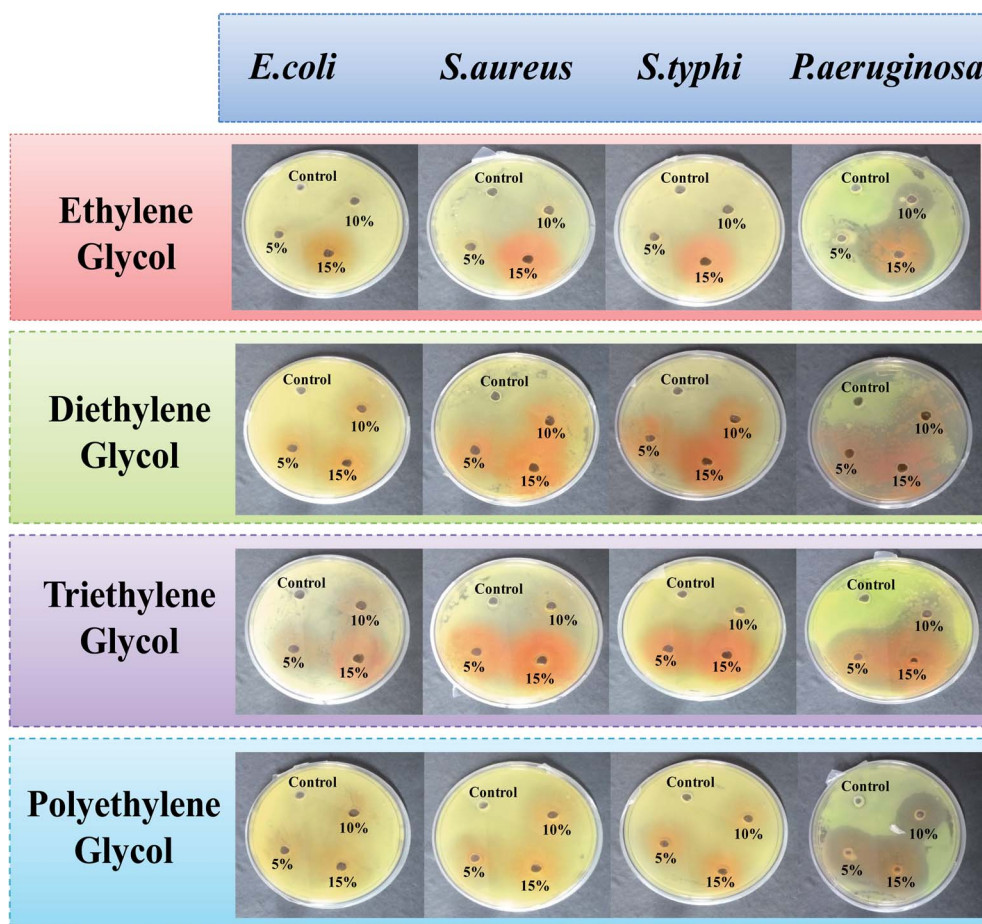 E.coli S.aureus S.typhi P.aeruginosa
Ethylene
Glycol
Control Control Control Control
10% 10% 10% 10%
5% 5% 5% 5%
15% 15% 15% 15%
Diethylene
Glycol
Control Control Control Control
10% 10% 10% 10%
5% 5% 5% 5%
15% 15% 15% 15%
Triethylene
Glycol
Control Control Control Control
10% 10% 10% 10%
5% 5% 5% 5%
15% 15% 15% 15%
Polyethylene
Glycol
Control Control Control Control
10% 10% 10% 10%
5% 5% 5% 5%
15% 15% 15% 15%